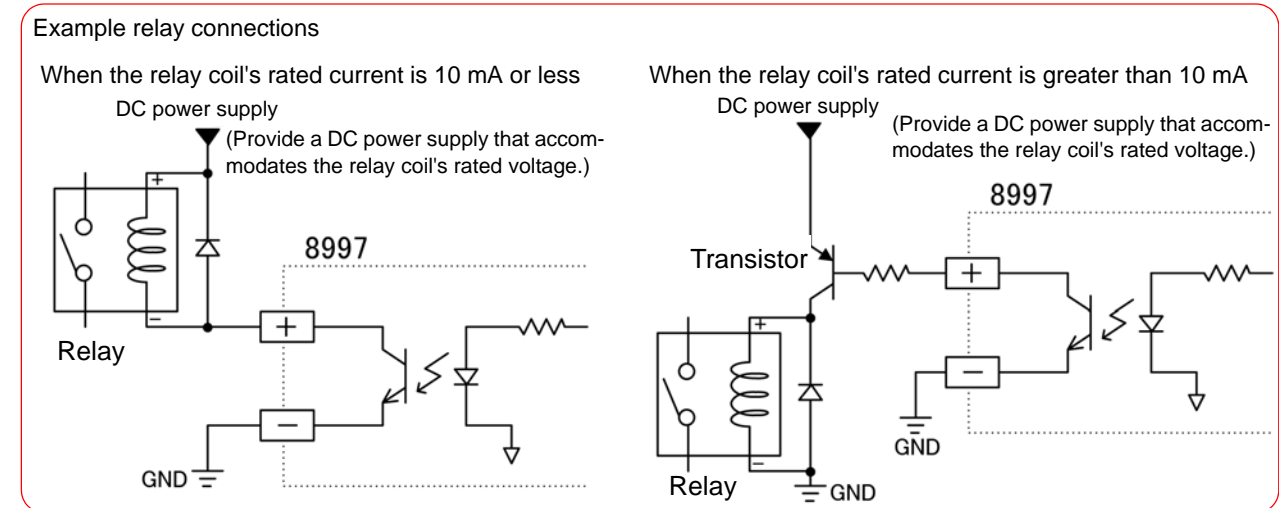 Example relay connections
When the relay coil's rated current is 10 mA or less
DC power supply
(Provide a DC power supply that accom-
modates the relay coil's rated voltage.)
+
8997
+
−
Relay
−
GND
When the relay coil's rated current is greater than 10 mA
DC power supply
(Provide a DC power supply that accom-
modates the relay coil's rated voltage.)
8997
Transistor
+
+
−
GND
−
Relay
GND